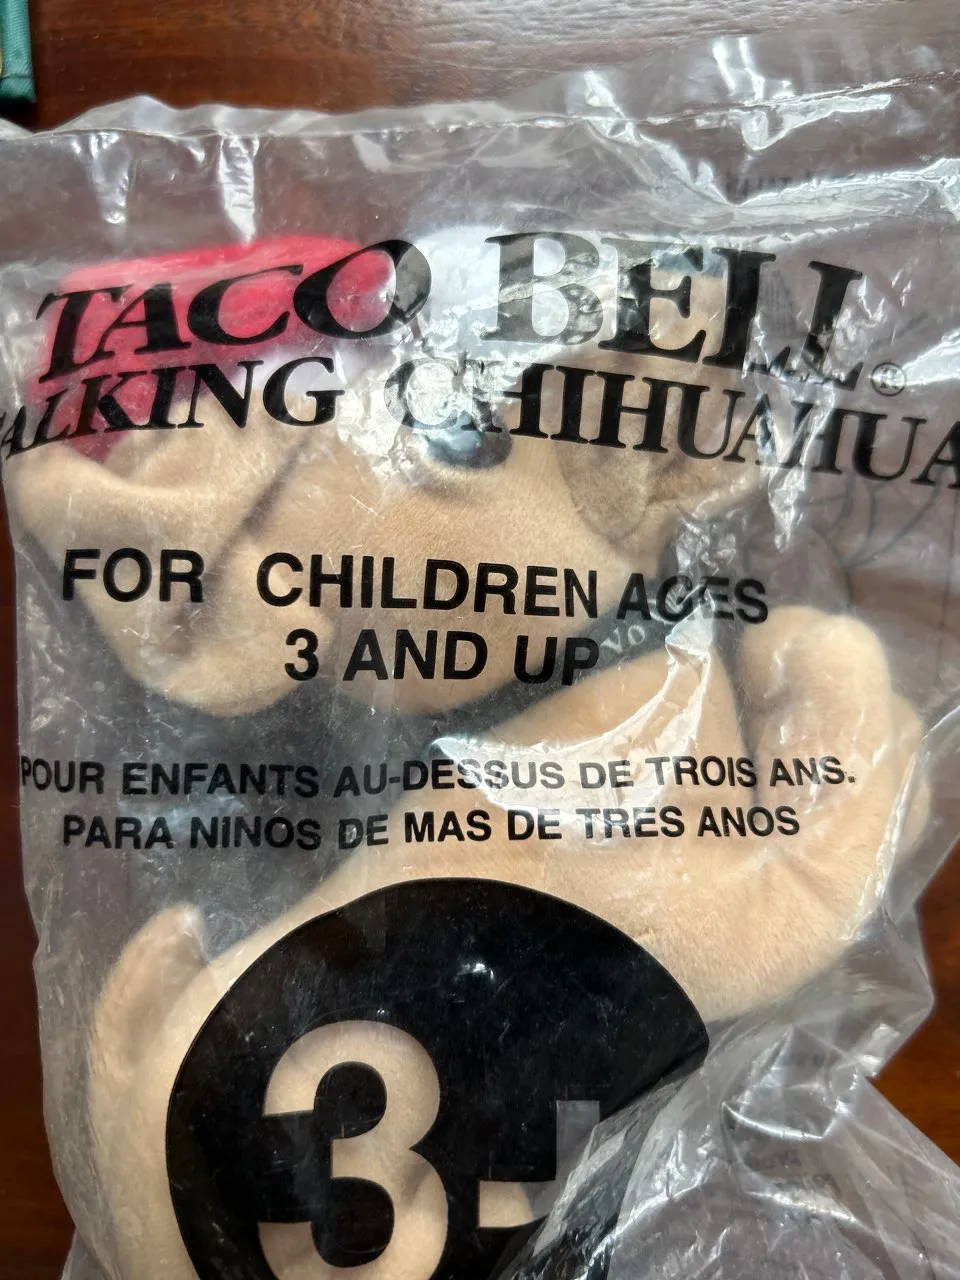 TACO BELL®
TALKING CHIHUAHUA
FOR CHILDREN AGES
3 AND UP
Yo
POUR ENFANTS AU-DESSUS DE TROIS ANS.
PARA NINOS DE MAS DE TRES ANOS
3+